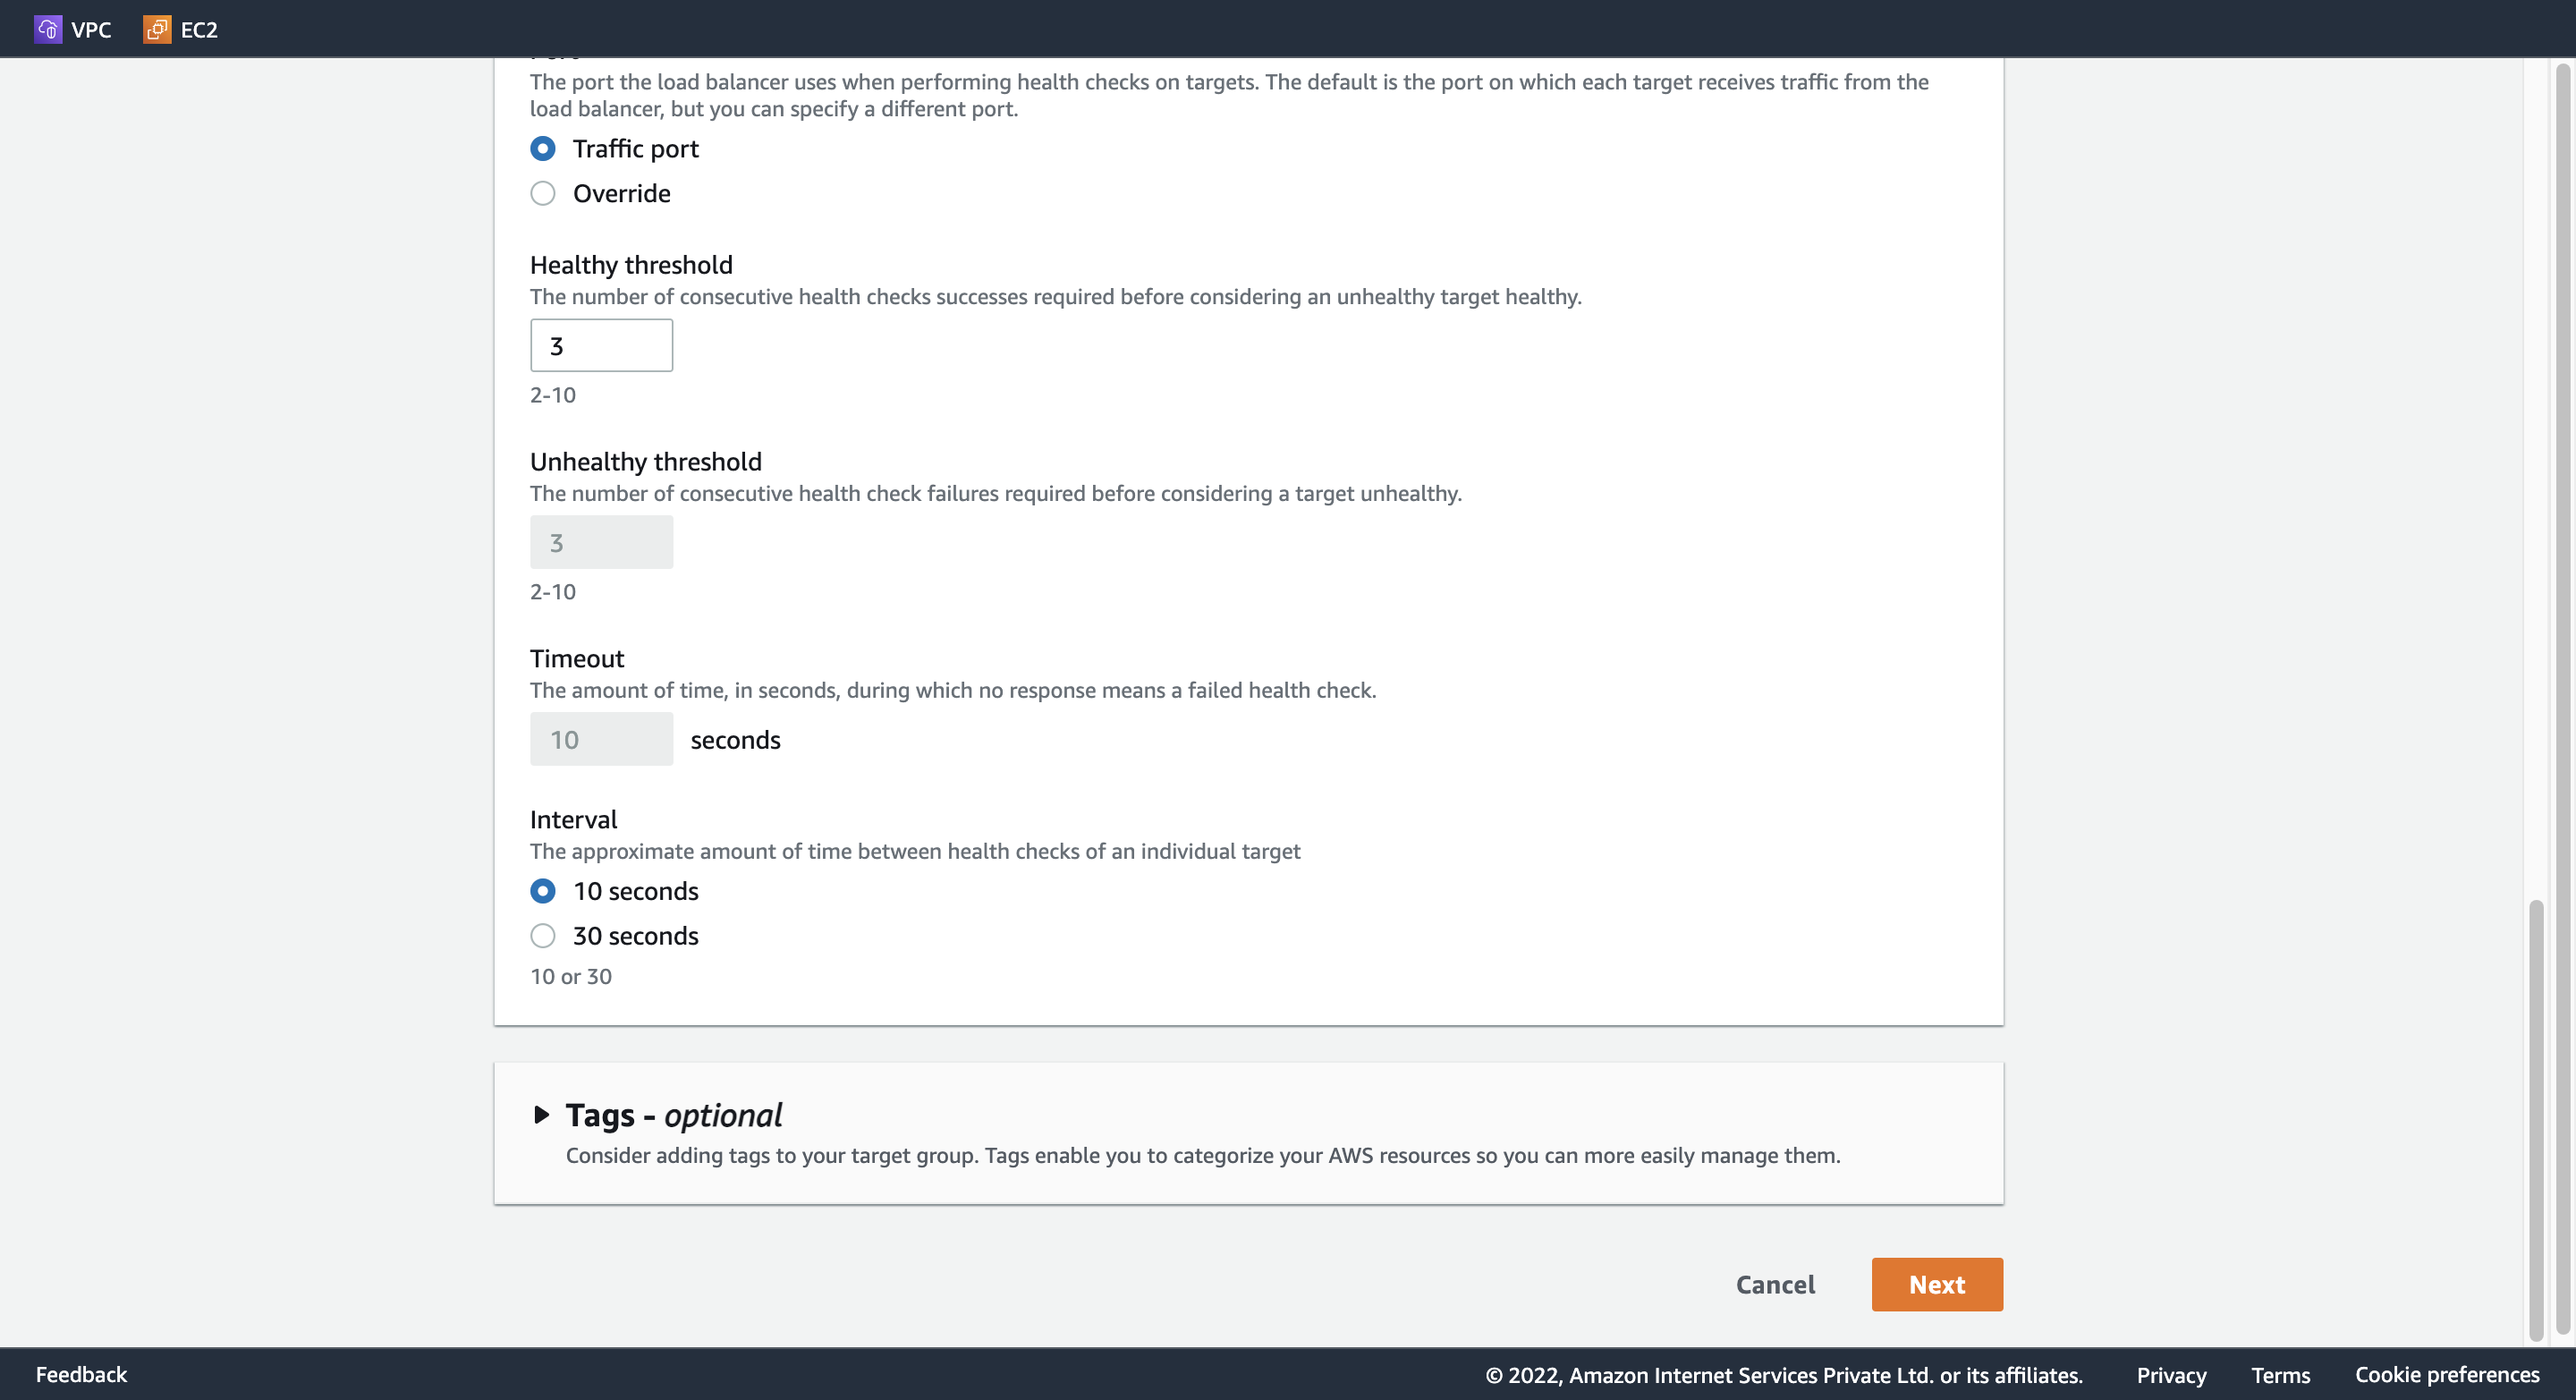 VPC EC2
The port the load balancer uses when performing health checks on targets. The default is the port on which each target receives traffic from the
load balancer, but you can specify a different port.
Traffic port
Override
Healthy threshold
The number of consecutive health checks successes required before considering an unhealthy target healthy.
3
2-10
Unhealthy threshold
The number of consecutive health check failures required before considering a target unhealthy.
3
2-10
Timeout
The amount of time, in seconds, during which no response means a failed health check.
10 seconds
Interval
The approximate amount of time between health checks of an individual target
10 seconds
30 seconds
10 or 30
Tags - optional
Consider adding tags to your target group. Tags enable you to categorize your AWS resources so you can more easily manage them.
Cancel Next
Feedback © 2022, Amazon Internet Services Private Ltd. or its affiliates. Privacy Terms Cookie preferences